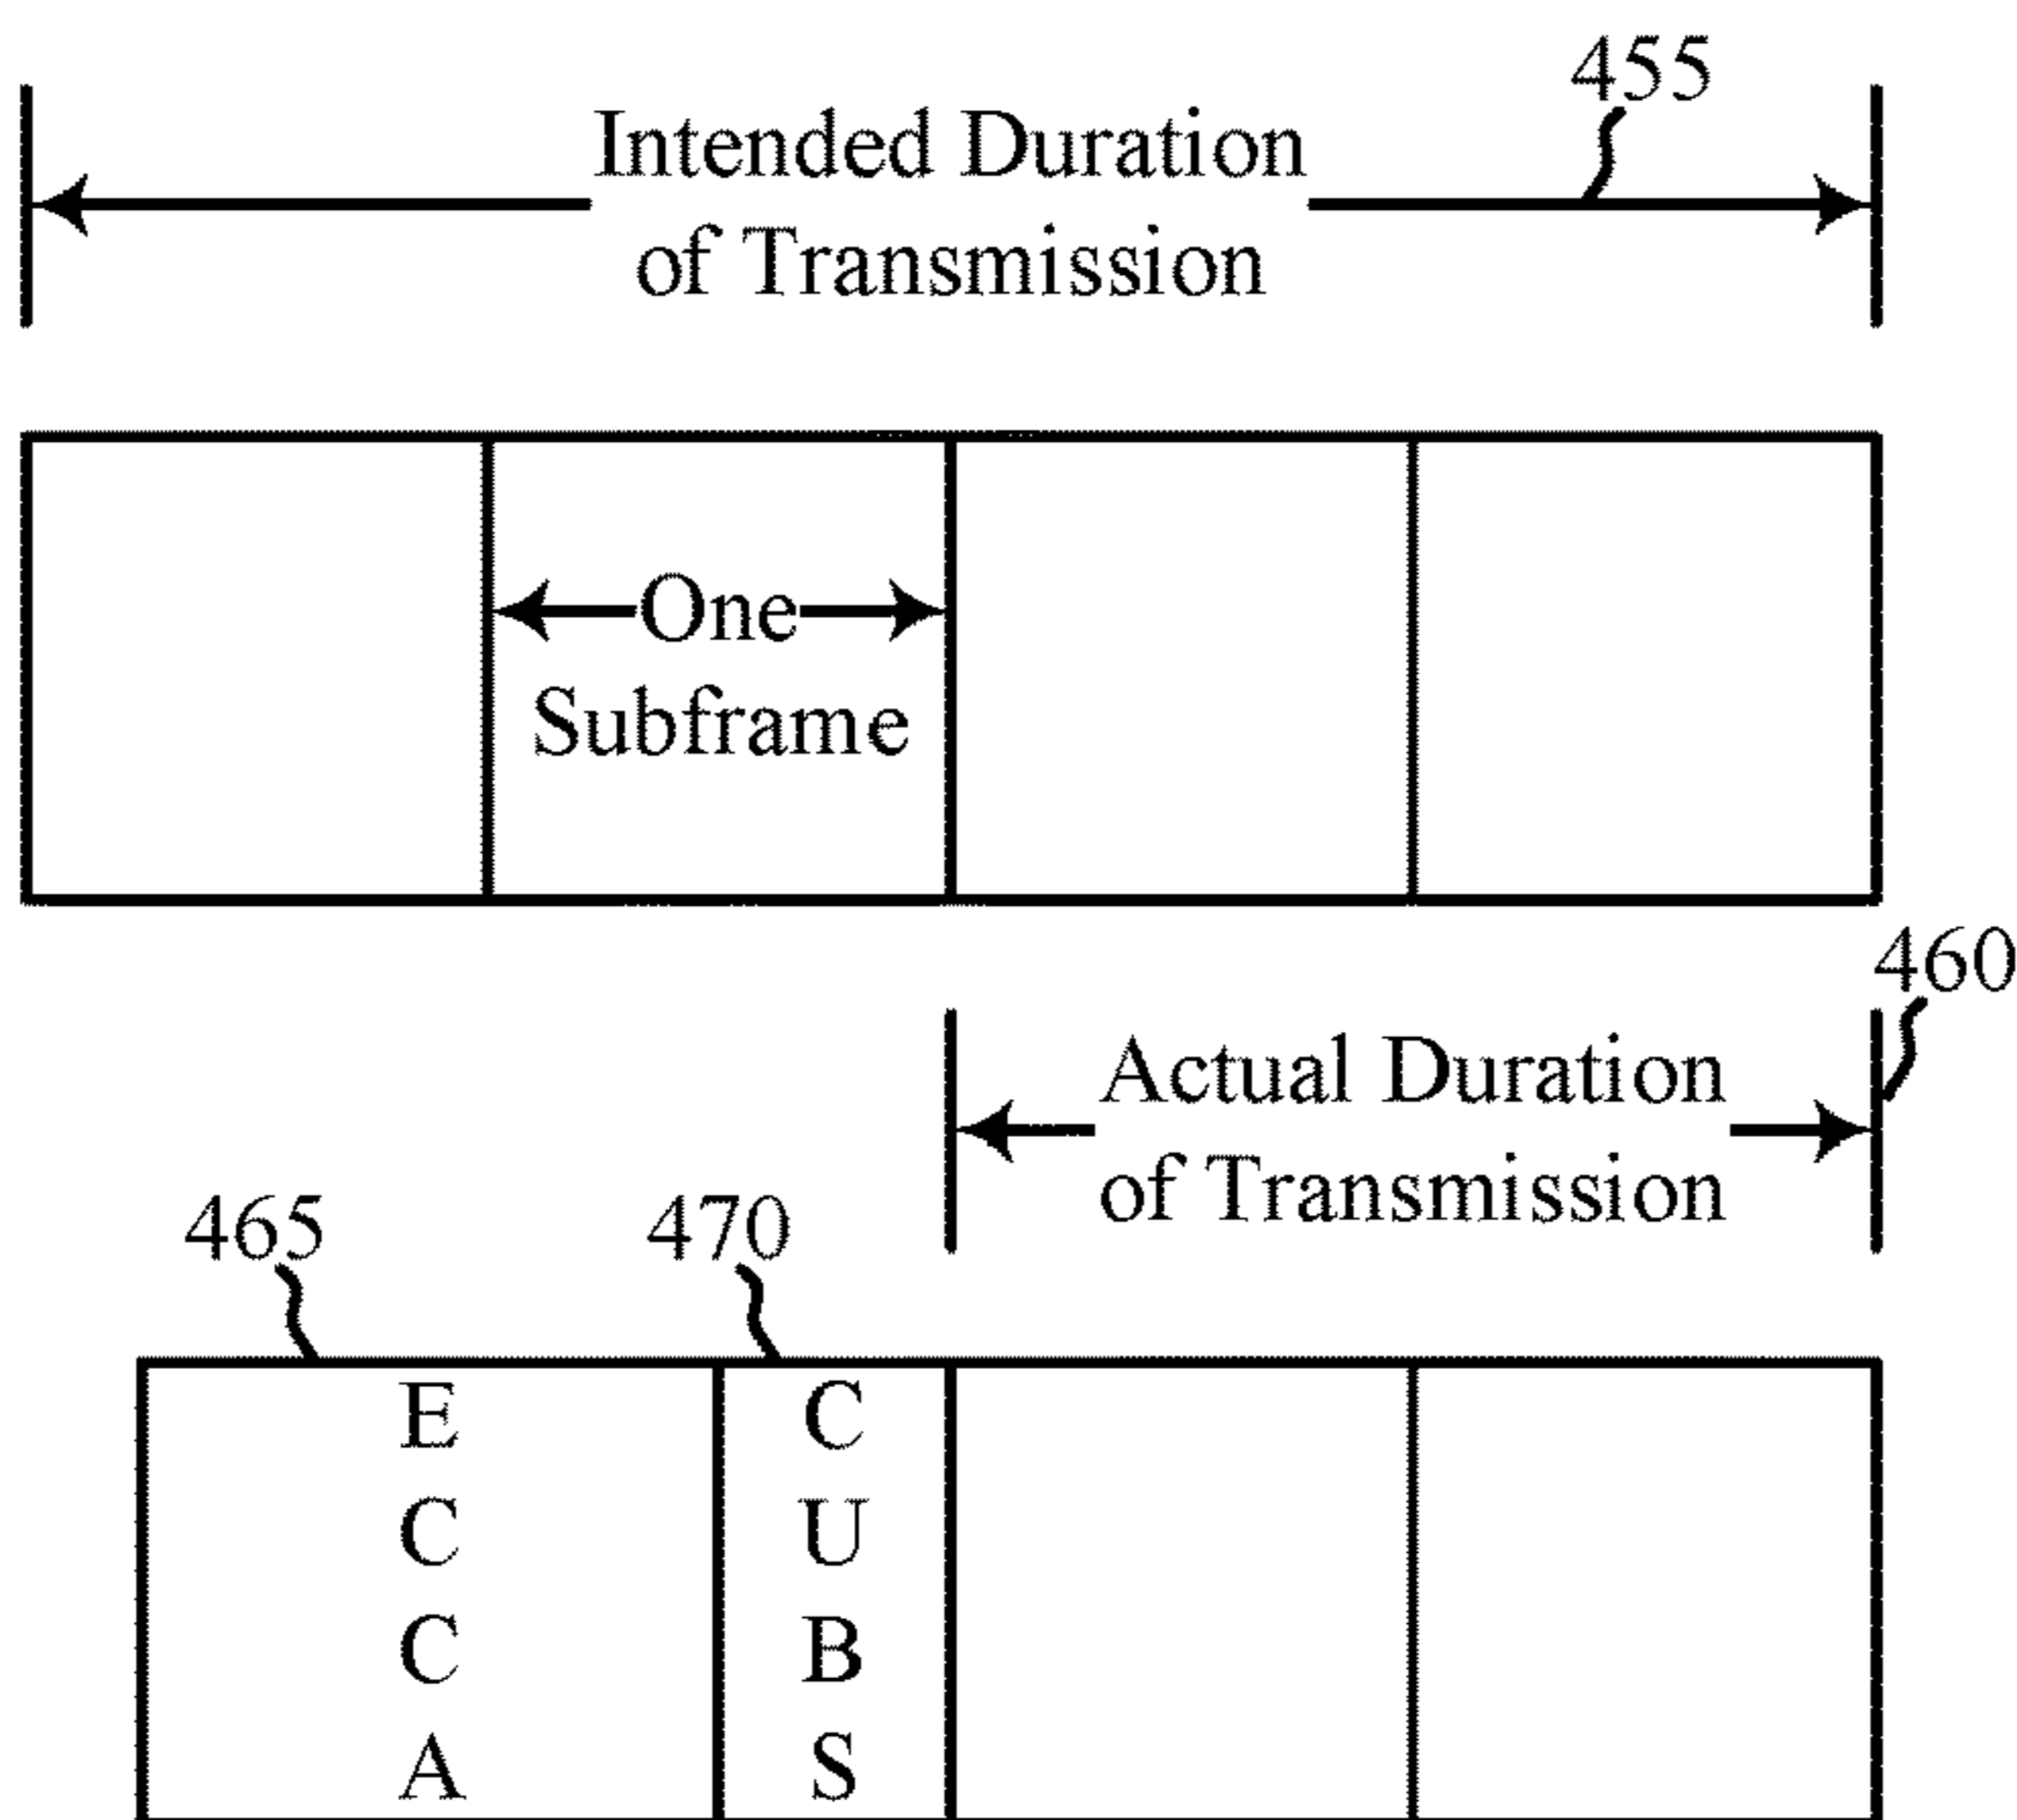 455
Intended Duration
of Transmission
One
Subframe
460
Actual Duration
of Transmission
465
470
E
C
C
A
C
U
B
S